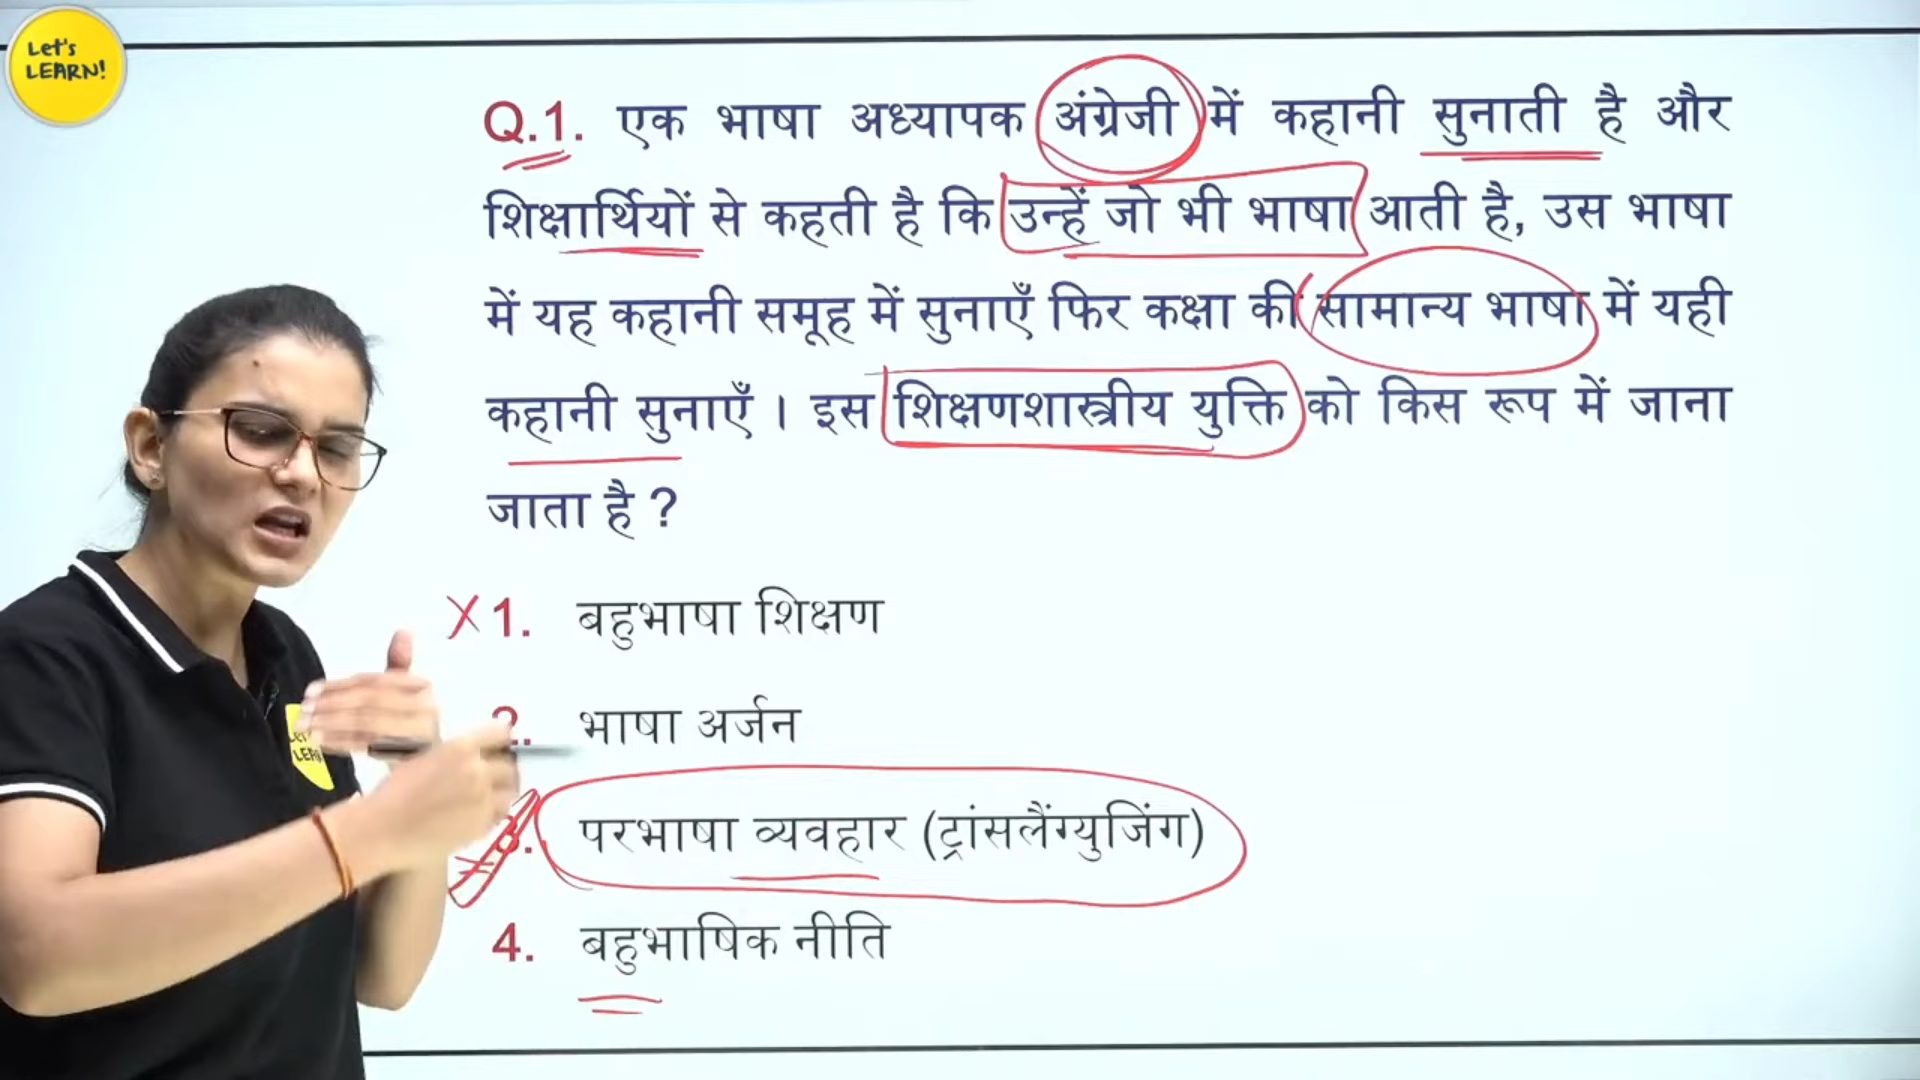 Let's
LEARN!
Q.1. एक भाषा अध्यापक अंग्रेजी में कहानी सुनाती है और
शिक्षार्थियों से कहती है कि उन्हें जो भी भाषा आती है, उस भाषा
में यह कहानी समूह में सुनाएँ फिर कक्षा की सामान्य भाषा में यही
कहानी सुनाएँ । इस शिक्षणशास्त्रीय युक्ति को किस रूप में जाना
जाता है ?
1. बहुभाषा शिक्षण
2. भाषा अर्जन
3. परभाषा व्यवहार (ट्रांसलैंग्युजिंग)
4. बहुभाषिक नीति